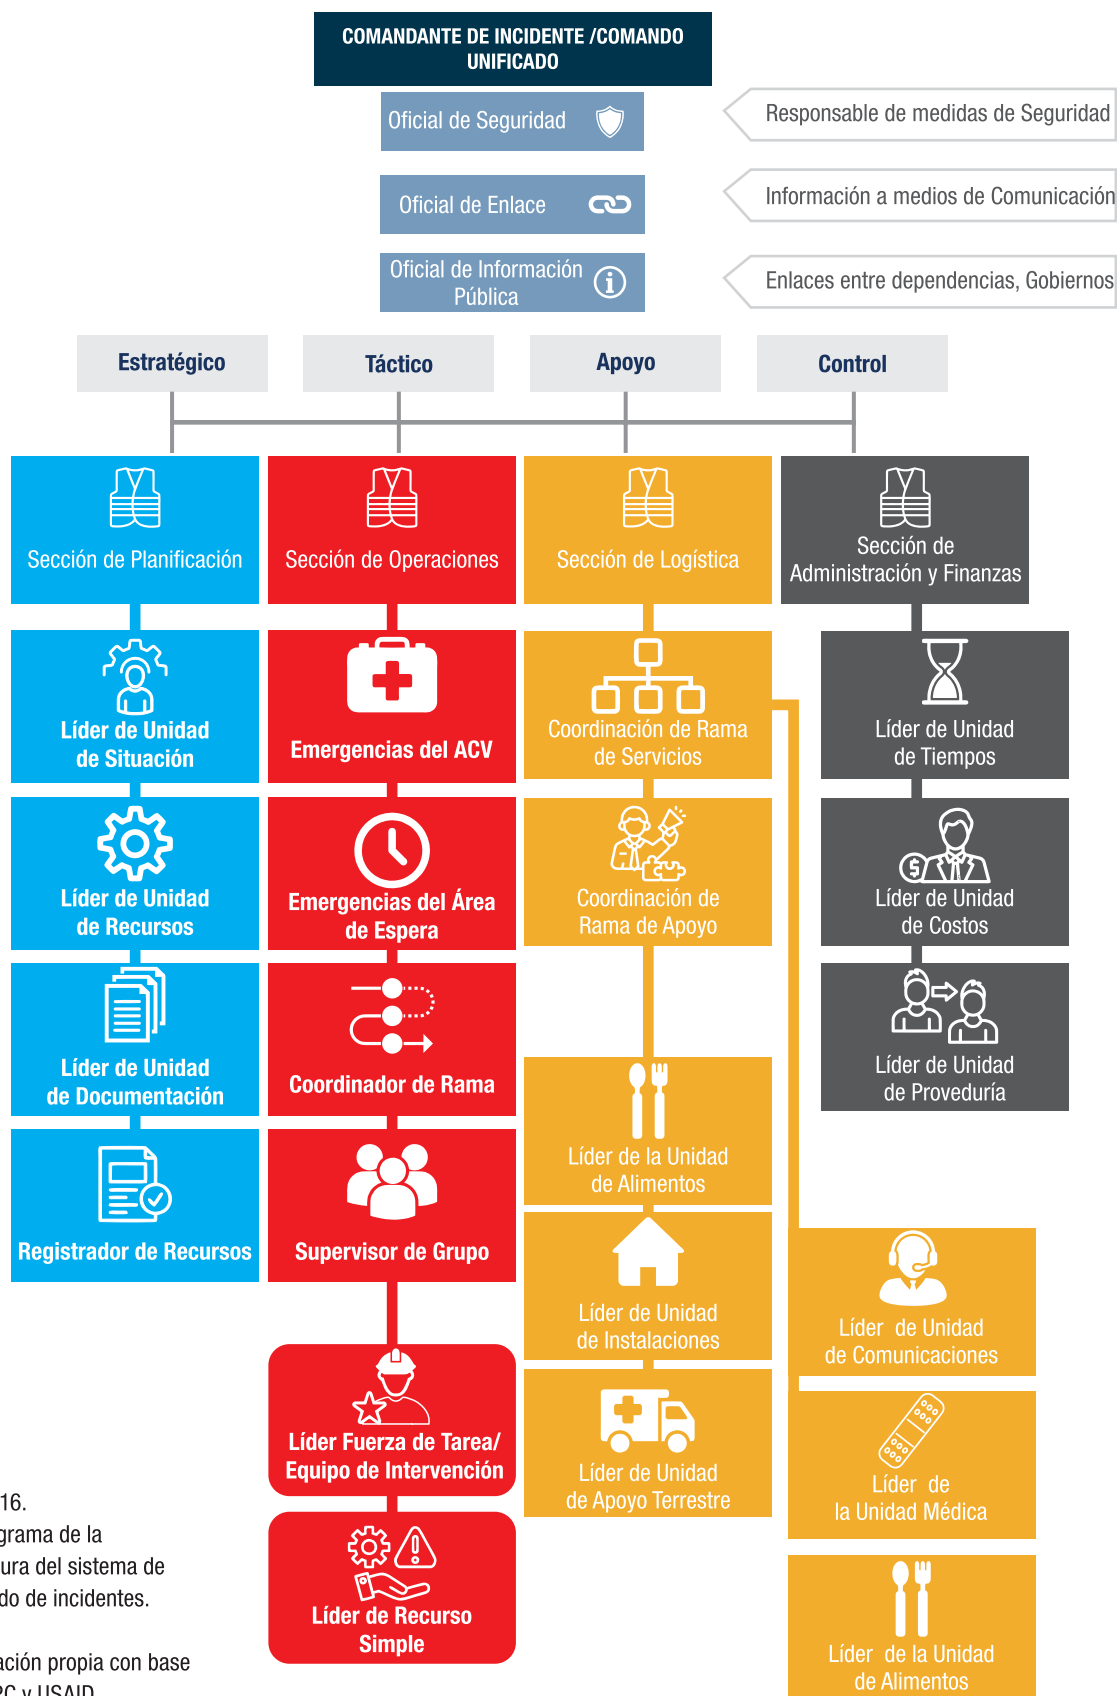 COMANDANTE DE INCIDENTE /COMANDO
UNIFICADO
Oficial de Seguridad
Responsable de medidas de Seguridad
Oficial de Enlace
Información a medios de Comunicación
Oficial de Información
Pública
Enlaces entre dependencias, Gobiernos
Estratégico
Táctico
Apoyo
Control
Sección de Planificación
Sección de Operaciones
Sección de Logística
Sección de
Administración y Finanzas
Líder de Unidad
de Situación
Emergencias del ACV
Coordinación de Rama
de Servicios
Líder de Unidad
de Tiempos
Líder de Unidad
de Recursos
Emergencias del Área
de Espera
Coordinación de
Rama de Apoyo
Líder de Unidad
de Costos
$
Líder de Unidad
de Documentación
Coordinador de Rama
Líder de la Unidad
de Alimentos
Líder de Unidad
de Proveduría
Registrador de Recursos
Supervisor de Grupo
Líder de Unidad
de Instalaciones
Líder de Unidad
de Comunicaciones
Líder Fuerza de Tarea/
Equipo de Intervención
Líder de Unidad
de Apoyo Terrestre
Líder de
la Unidad Médica
Líder de Recurso
Simple
Líder de la Unidad
de Alimentos
16.
grama de la
ura del sistema de
do de incidentes.
ación propia con base
PC y USAID